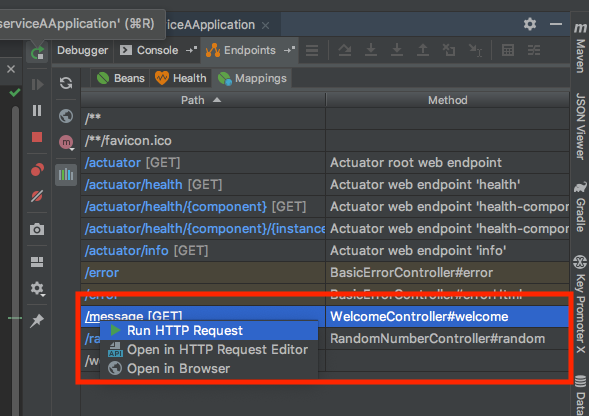 serviceAApplication' (⌘R)
viceAApplication ×
Debugger Console Endpoints
Beans Health Mappings
Path Method
/**
/**/favicon.ico
/actuator [GET] Actuator root web endpoint
/actuator/health [GET] Actuator web endpoint 'health'
/actuator/health/{component} [GET] Actuator web endpoint 'health-compon
/actuator/health/{component}/{instance Actuator web endpoint 'health-compon
/actuator/info [GET] Actuator web endpoint 'info'
/error BasicErrorController#error
/error BasicErrorController#errorHtml
/message [GET] WelcomeController#welcome
Run HTTP Request
/ra RandomNumberController#random
Open in HTTP Request Editor
/we
Open in Browser
Maven
JSON Viewer
Gradle
Key Promoter X
Datab